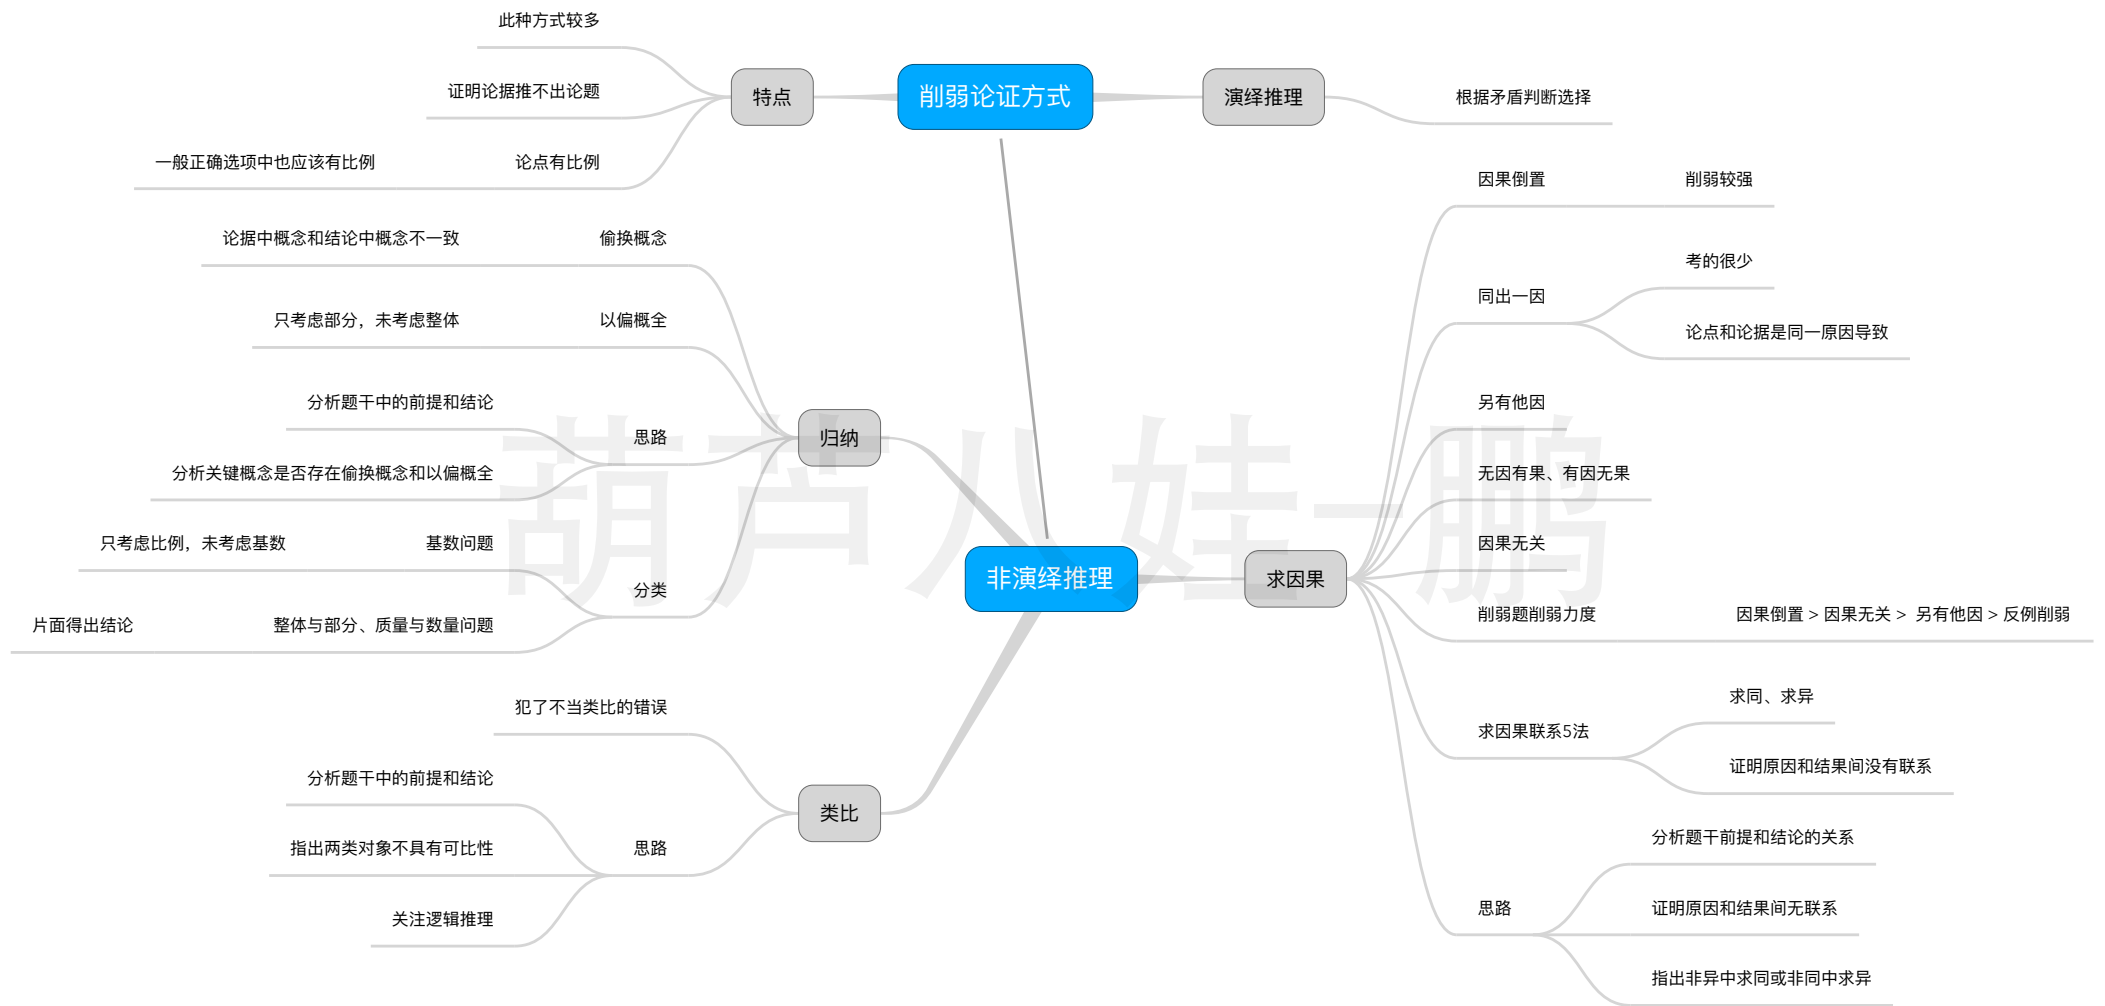 削弱论证方式
特点
此种方式较多
证明论据推不出论题
论点有比例
一般正确选项中也应该有比例
演绎推理
根据矛盾判断选择
非演绎推理
归纳
偷换概念
论据中概念和结论中概念不一致
以偏概全
只考虑部分，未考虑整体
思路
分析题干中的前提和结论
分析关键概念是否存在偷换概念和以偏概全
分类
基数问题
只考虑比例，未考虑基数
整体与部分、质量与数量问题
片面得出结论
类比
犯了不当类比的错误
思路
分析题干中的前提和结论
指出两类对象不具有可比性
关注逻辑推理
求因果
因果倒置
削弱较强
同出一因
考的很少
论点和论据是同一原因导致
另有他因
无因有果、有因无果
因果无关
削弱题削弱力度
因果倒置 > 因果无关 > 另有他因 > 反例削弱
求因果联系5法
求同、求异
证明原因和结果间没有联系
思路
分析题干前提和结论的关系
证明原因和结果间无联系
指出非异中求同或非同中求异
葫芦八娃-鹏